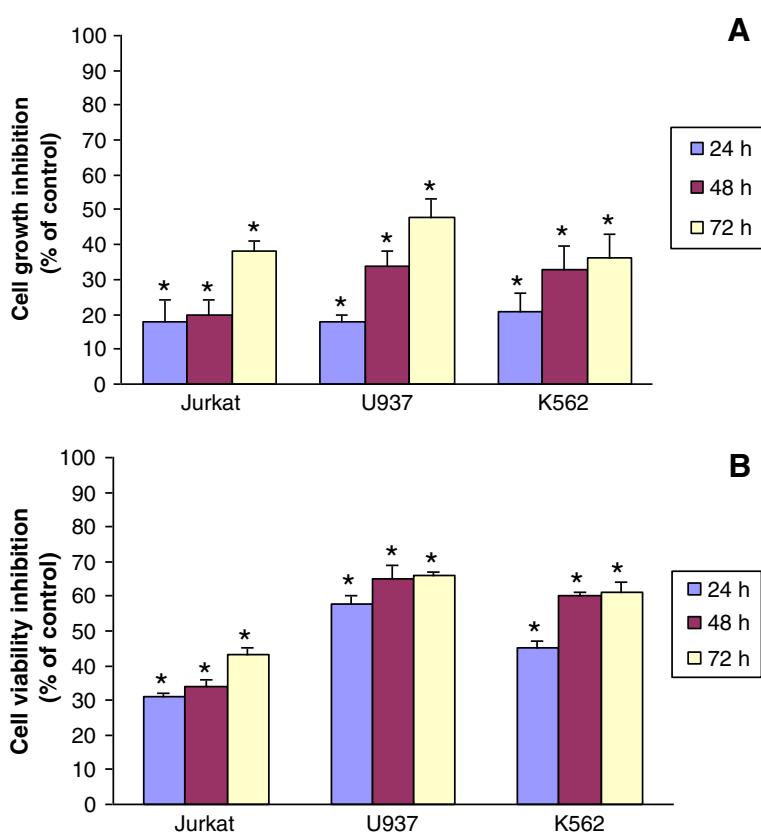 A
Cell growth inhibition
(% of control)
100
90
80
70
60
50
40
30
20
10
0
* * *
* * *
* * *
Jurkat U937 K562
24 h
48 h
72 h
B
Cell viability inhibition
(% of control)
100
90
80
70
60
50
40
30
20
10
0
* * *
* * *
* * *
Jurkat U937 K562
24 h
48 h
72 h